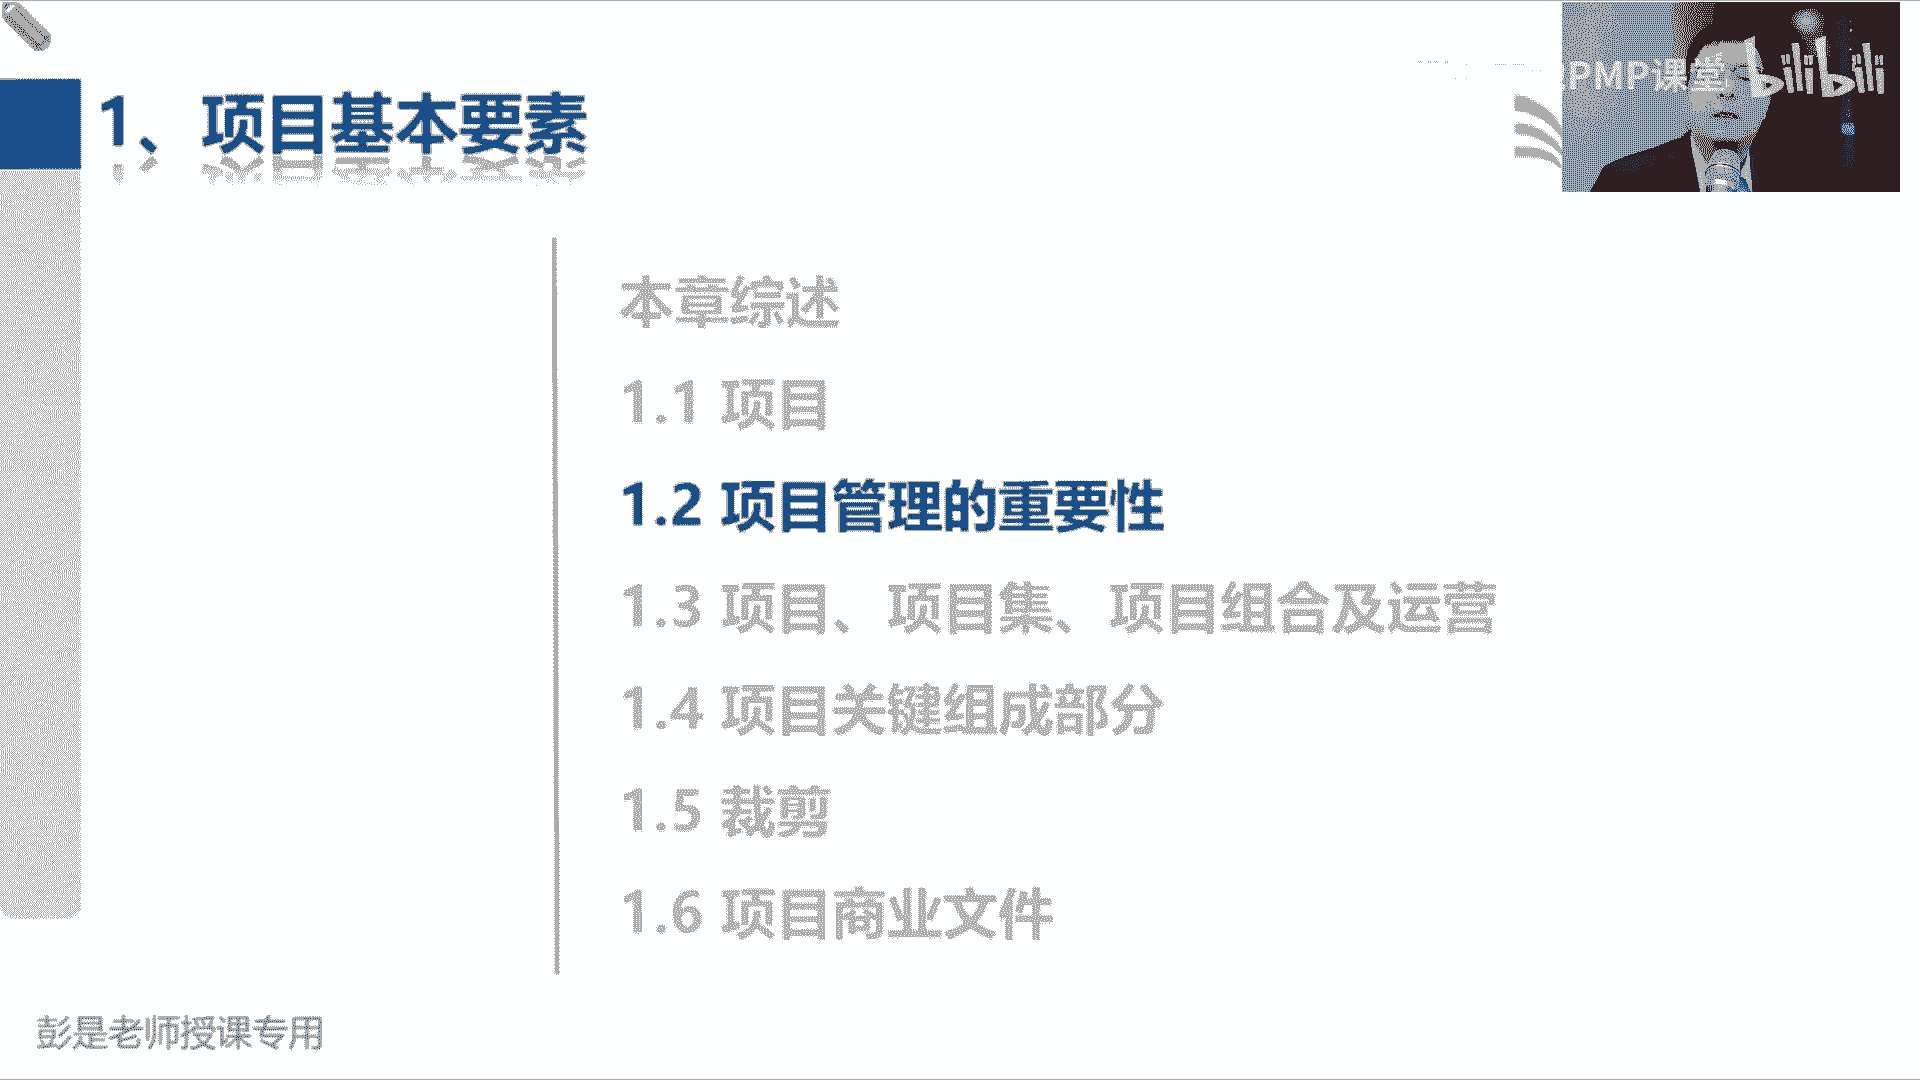 1、项目基本要素
PMP课堂 bilibili
本章综述
1.1 项目
1.2 项目管理的重要性
1.3 项目、项目集、项目组合及运营
1.4 项目关键组成部分
1.5 裁剪
1.6 项目商业文件
彭是老师授课专用